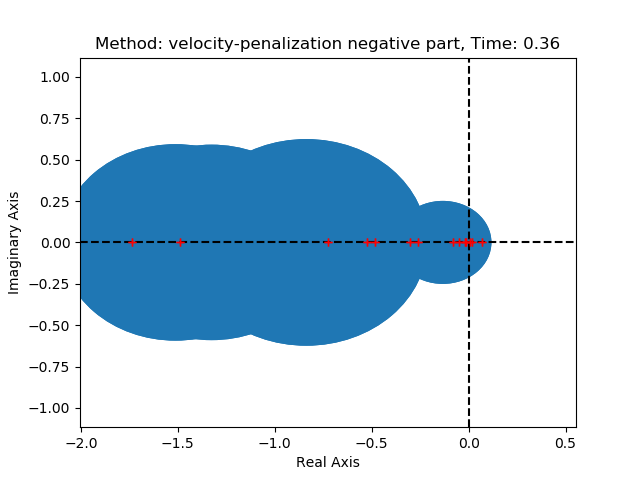 Method: velocity-penalization negative part, Time: 0.36
1.00
0.75
0.50
0.25
0.00
−0.25
−0.50
−0.75
−1.00
Imaginary Axis
−2.0 −1.5 −1.0 −0.5 0.0 0.5
Real Axis